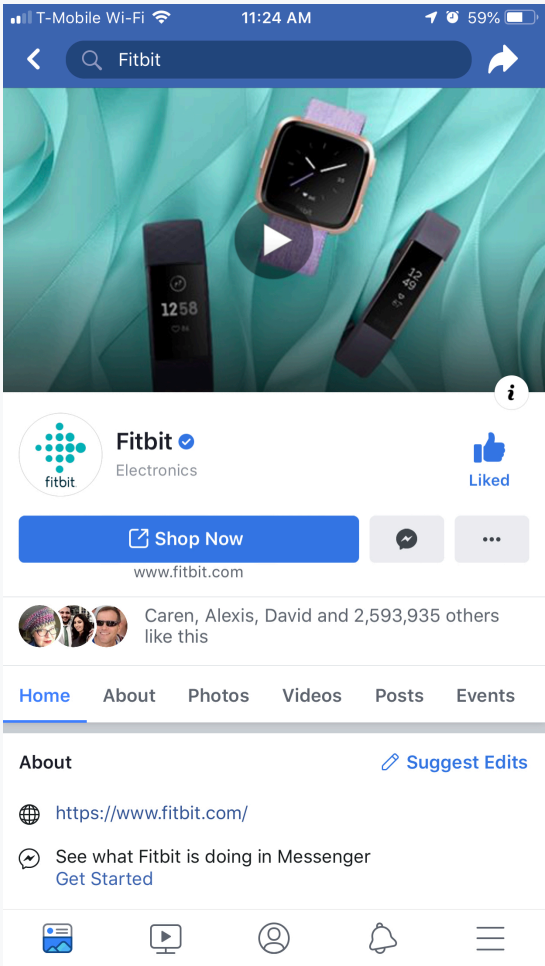 T-Mobile Wi-Fi 11:24 AM 59%
Fitbit
1258
12
49
fitbit
Fitbit
Electronics
Liked
Shop Now
www.fitbit.com
Caren, Alexis, David and 2,593,935 others
like this
Home About Photos Videos Posts Events
About Suggest Edits
https://www.fitbit.com/
See what Fitbit is doing in Messenger
Get Started